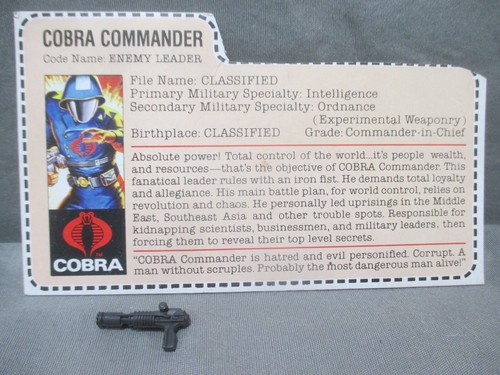 COBRA COMMANDER
Code Name: ENEMY LEADER
File Name: CLASSIFIED
Primary Military Specialty: Intelligence
Secondary Military Specialty: Ordnance
(Experimental Weaponry)
Birthplace: CLASSIFIED Grade: Commander-in-Chief
Absolute power! Total control of the world...it's people wealth,
and resources—that's the objective of COBRA Commander. This
fanatical leader rules with an iron fist. He demands total loyalty
and allegiance. His main battle plan, for world control, relies on
revolution and chaos. He personally led uprisings in the Middle
East, Southeast Asia and other trouble spots. Responsible for
kidnapping scientists, businessmen, and military leaders. then
forcing them to reveal their top level secrets.
"COBRA Commander is hatred and evil personified. Corrupt. A
man without scruples. Probably the most dangerous man alive!"
TM
COBRA